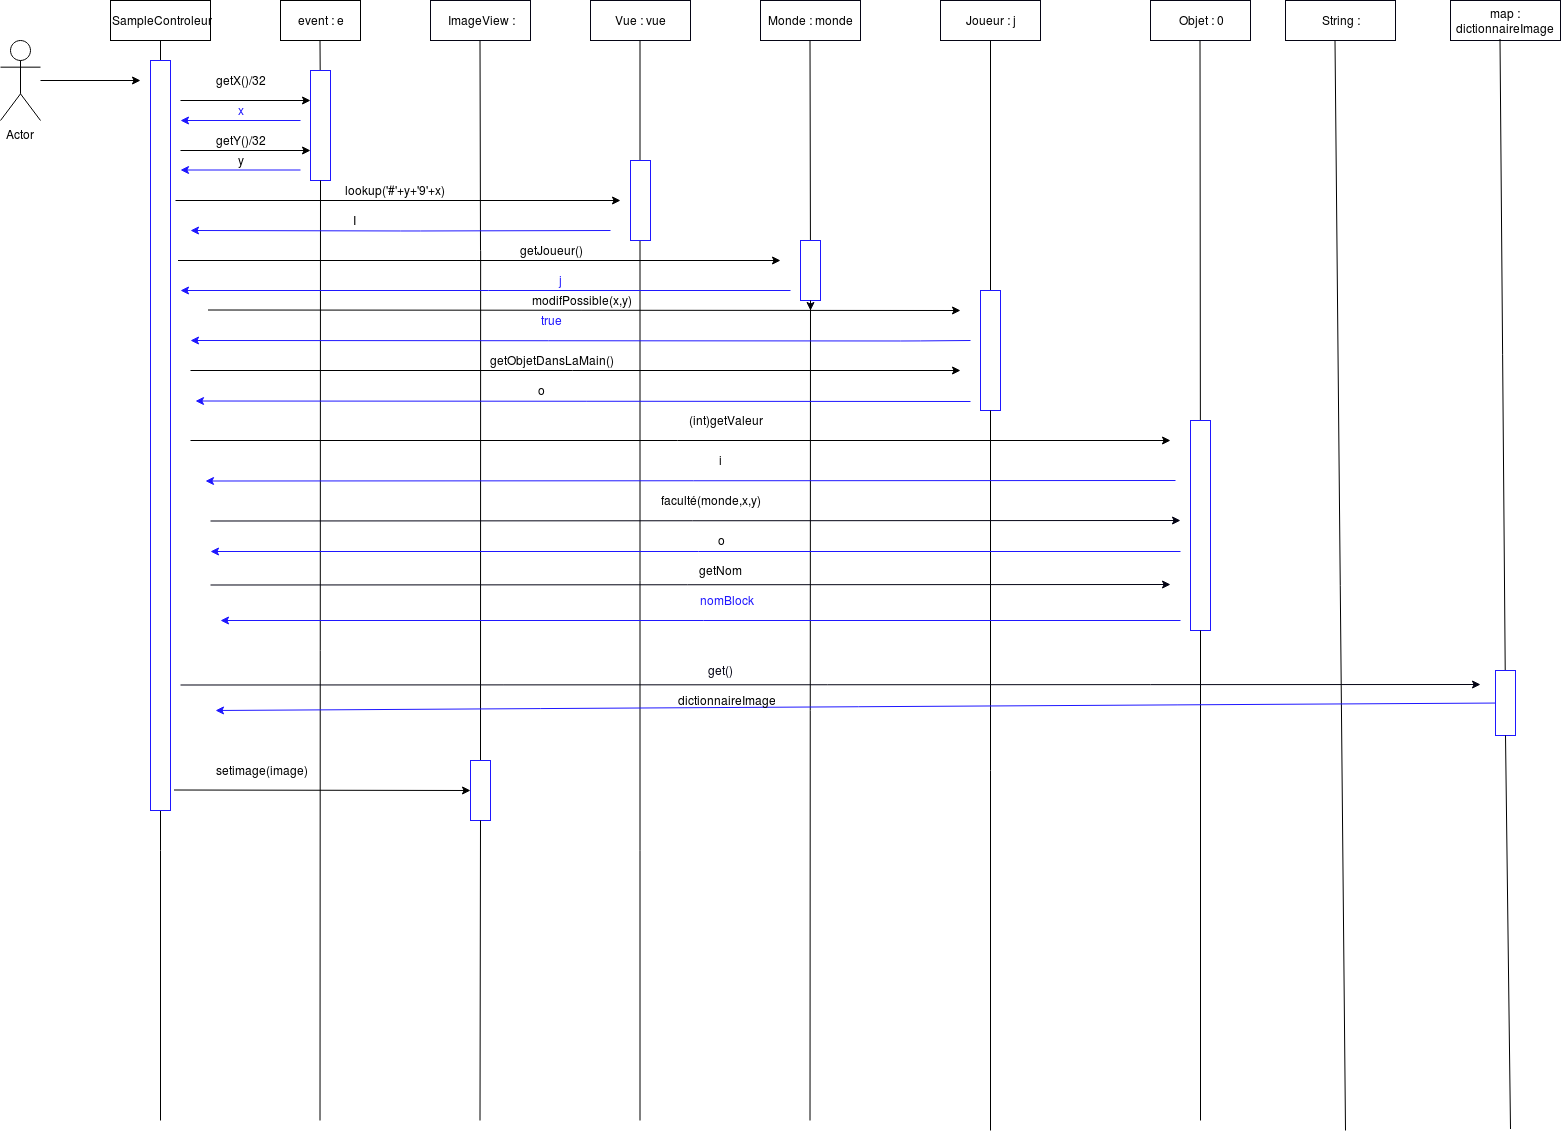 SampleControleur
event : e
ImageView :
Vue : vue
Monde : monde
Joueur : j
Objet : 0
String :
map :
dictionnaireImage
Actor
getX()/32
x
getY()/32
y
lookup('#'+y+'9'+x)
I
getJoueur()
j
modifPossible(x,y)
true
getObjetDansLaMain()
o
(int)getValeur
i
faculté(monde,x,y)
o
getNom
nomBlock
get()
dictionnaireImage
setimage(image)